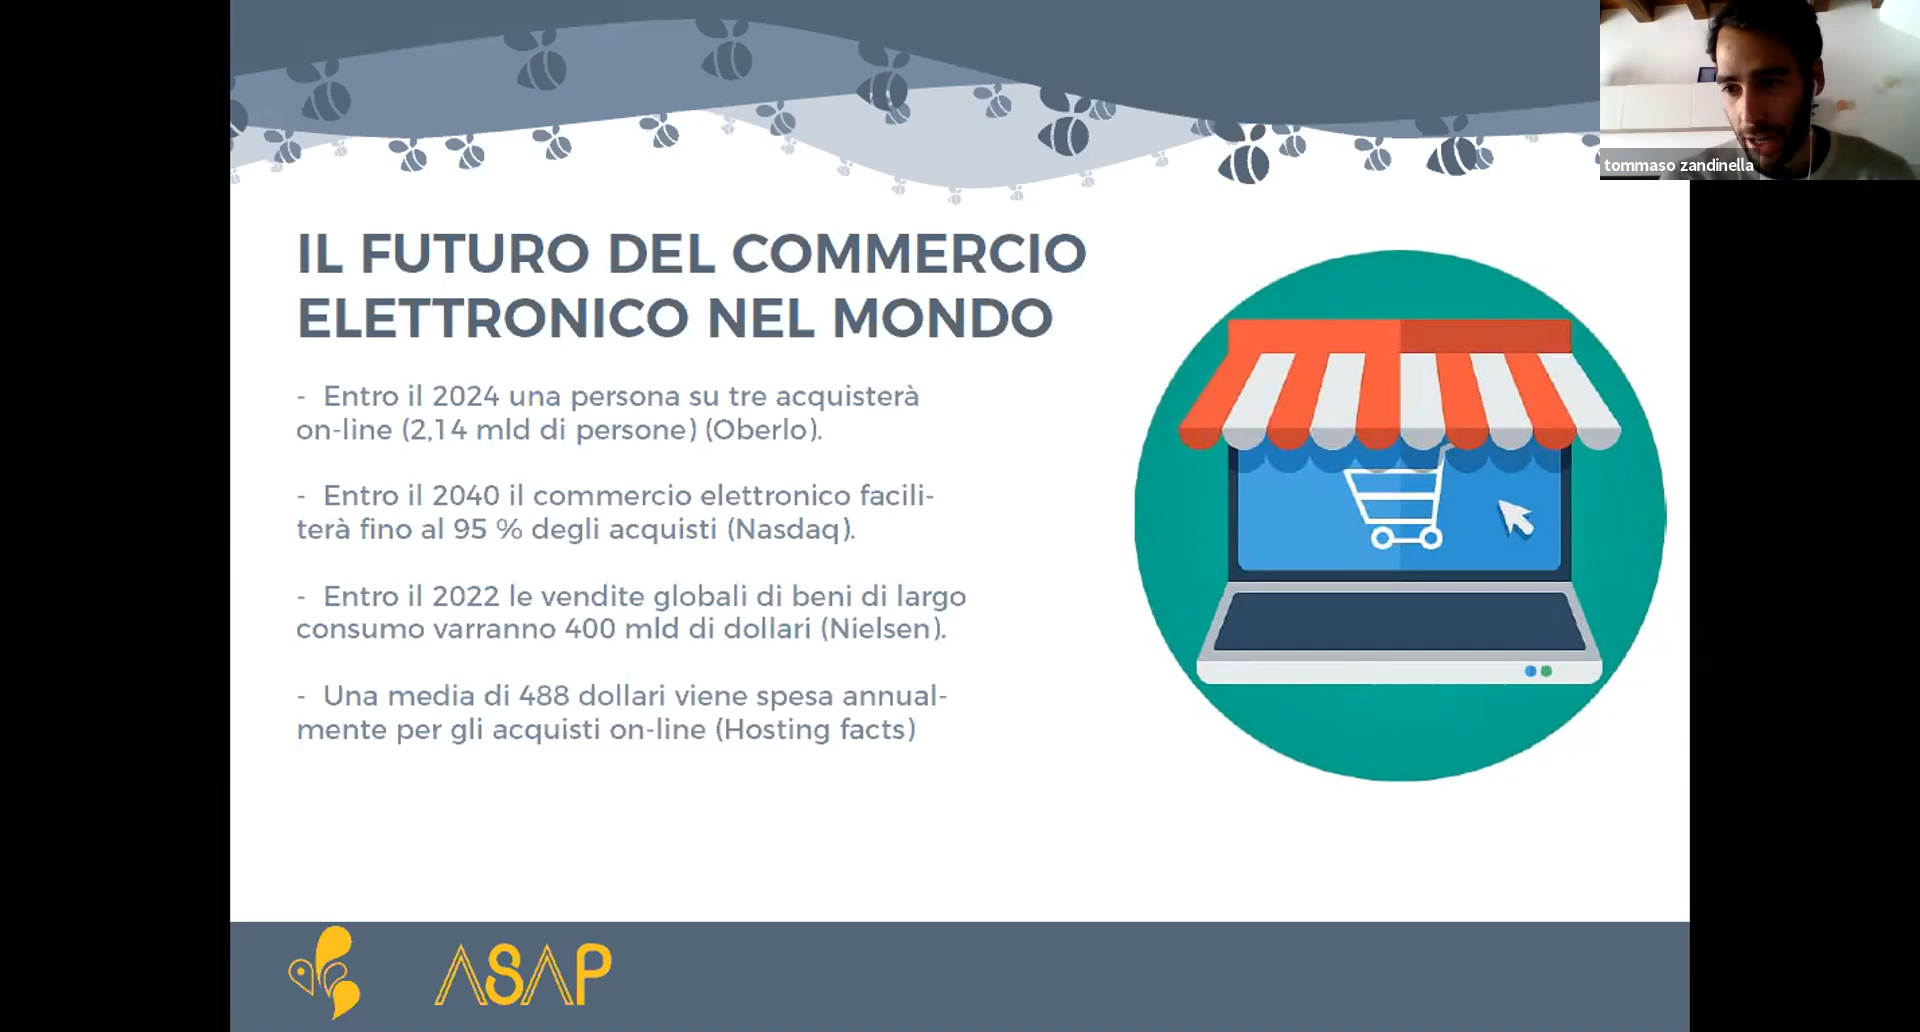 tommaso zandinella
IL FUTURO DEL COMMERCIO
ELETTRONICO NEL MONDO
- Entro il 2024 una persona su tre acquisterà
on-line (2,14 mld di persone) (Oberlo).
- Entro il 2040 il commercio elettronico facili-
terà fino al 95 % degli acquisti (Nasdaq).
- Entro il 2022 le vendite globali di beni di largo
consumo varranno 400 mld di dollari (Nielsen).
- Una media di 488 dollari viene spesa annual-
mente per gli acquisti on-line (Hosting facts)
ASAP